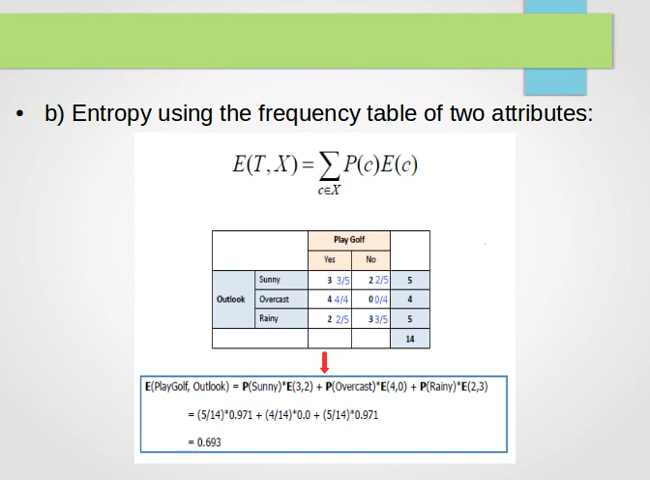 • b) Entropy using the frequency table of two attributes:
E(T, X) = ∑ P(c)E(c)
c∈X
Play Golf
Yes No
Sunny 3 3/5 2 2/5 5
Outlook Overcast 4 4/4 0 0/4 4
Rainy 2 2/5 3 3/5 5
14
E(PlayGolf, Outlook) = P(Sunny)*E(3,2) + P(Overcast)*E(4,0) + P(Rainy)*E(2,3)
= (5/14)*0.971 + (4/14)*0.0 + (5/14)*0.971
= 0.693